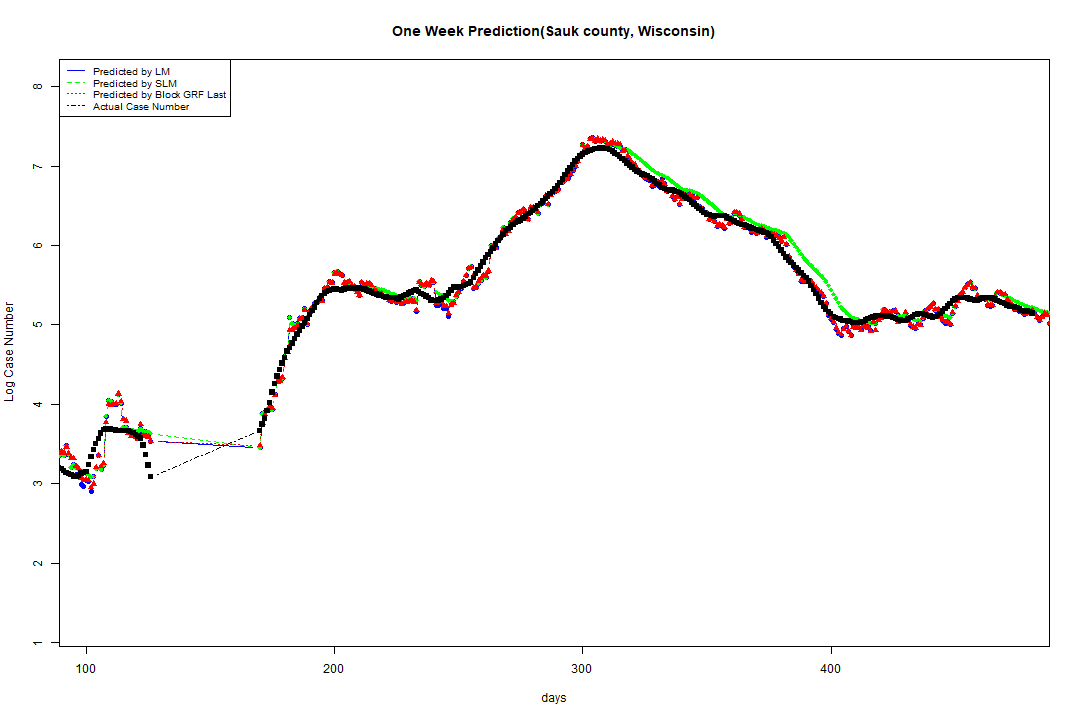 One Week Prediction(Sauk county, Wisconsin)
Predicted by LM
Predicted by SLM
Predicted by Block GRF Last
Actual Case Number
8
7
6
5
4
3
2
1
Log Case Number
100 200 300 400
days